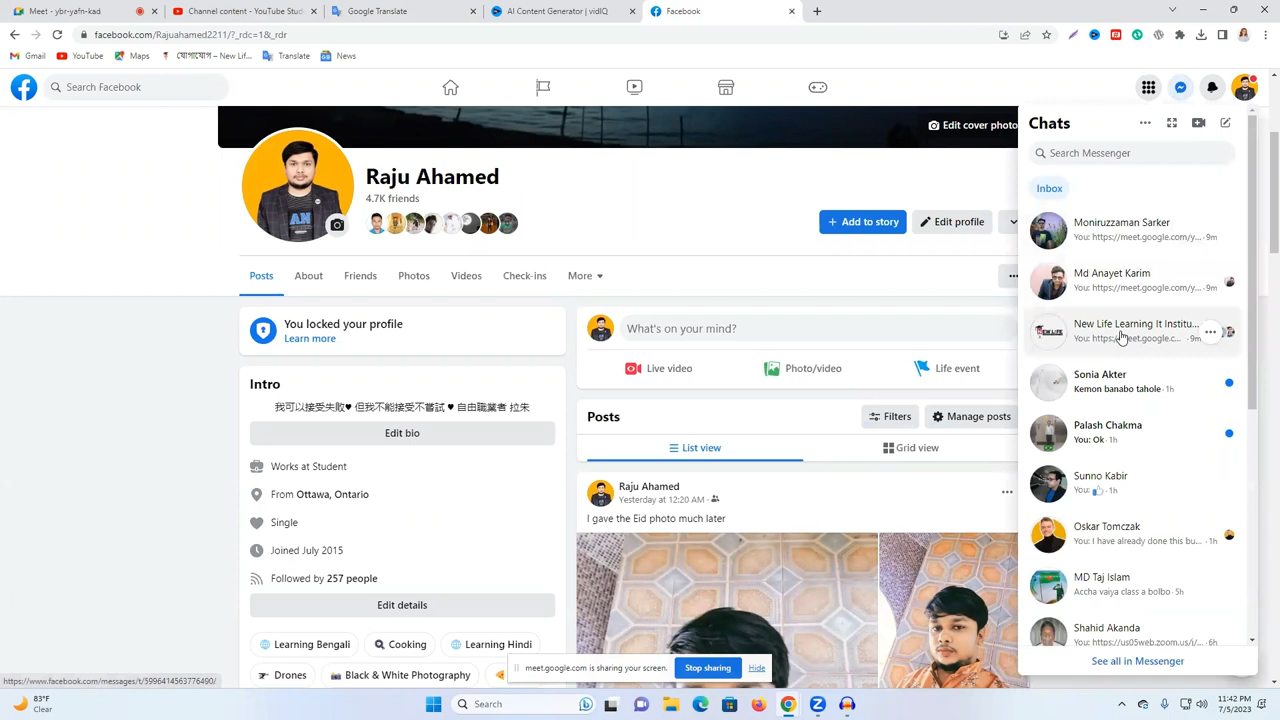 Meet - ybr-yafn-kad
Channel content - YouTube Stud
Google Translate
AI Content Generator | vidIQ
Facebook
facebook.com/Rajuahamed2211/?_rdc=1&_rdr
Gmail
YouTube
Maps
যোগাযোগ – New Lif...
Translate
News
Search Facebook
Edit cover photo
Raju Ahamed
4.7K friends
Add to story
Edit profile
Posts
About
Friends
Photos
Videos
Check-ins
More
You locked your profile
Learn more
Intro
我可以接受失敗♥ 但我不能接受不嘗試 ♥ 自由職業者 拉朱
Edit bio
Works at Student
From Ottawa, Ontario
Single
Joined July 2015
Followed by 257 people
Edit details
Learning Bengali
Cooking
Learning Hindi
Drones
Black & White Photography
What's on your mind?
Live video
Photo/video
Life event
Posts
Filters
Manage posts
List view
Grid view
Raju Ahamed
Yesterday at 12:20 AM ·
I gave the Eid photo much later
Chats
Search Messenger
Inbox
Moniruzzaman Sarker
You: https://meet.google.com/y... · 9m
Md Anayet Karim
You: https://meet.google.com/y... · 9m
New Life Learning It Institu...
You: https://meet.google.c... · 9m
Sonia Akter
Kemon banabo tahole · 1h
Palash Chakma
You: Ok · 1h
Sunno Kabir
You: 👍 · 1h
Oskar Tomczak
You: I have already done this bu... · 1h
MD Taj Islam
Accha vaiya class a bolbo · 5h
Shahid Akanda
You: https://us05web.zoom.us/i/... · 6h
See all in Messenger
meet.google.com is sharing your screen.
Stop sharing
Hide
https://www.facebook.com/messages/t/5996414563776490/
83°F
Clear
Search
11:42 PM
7/5/2023